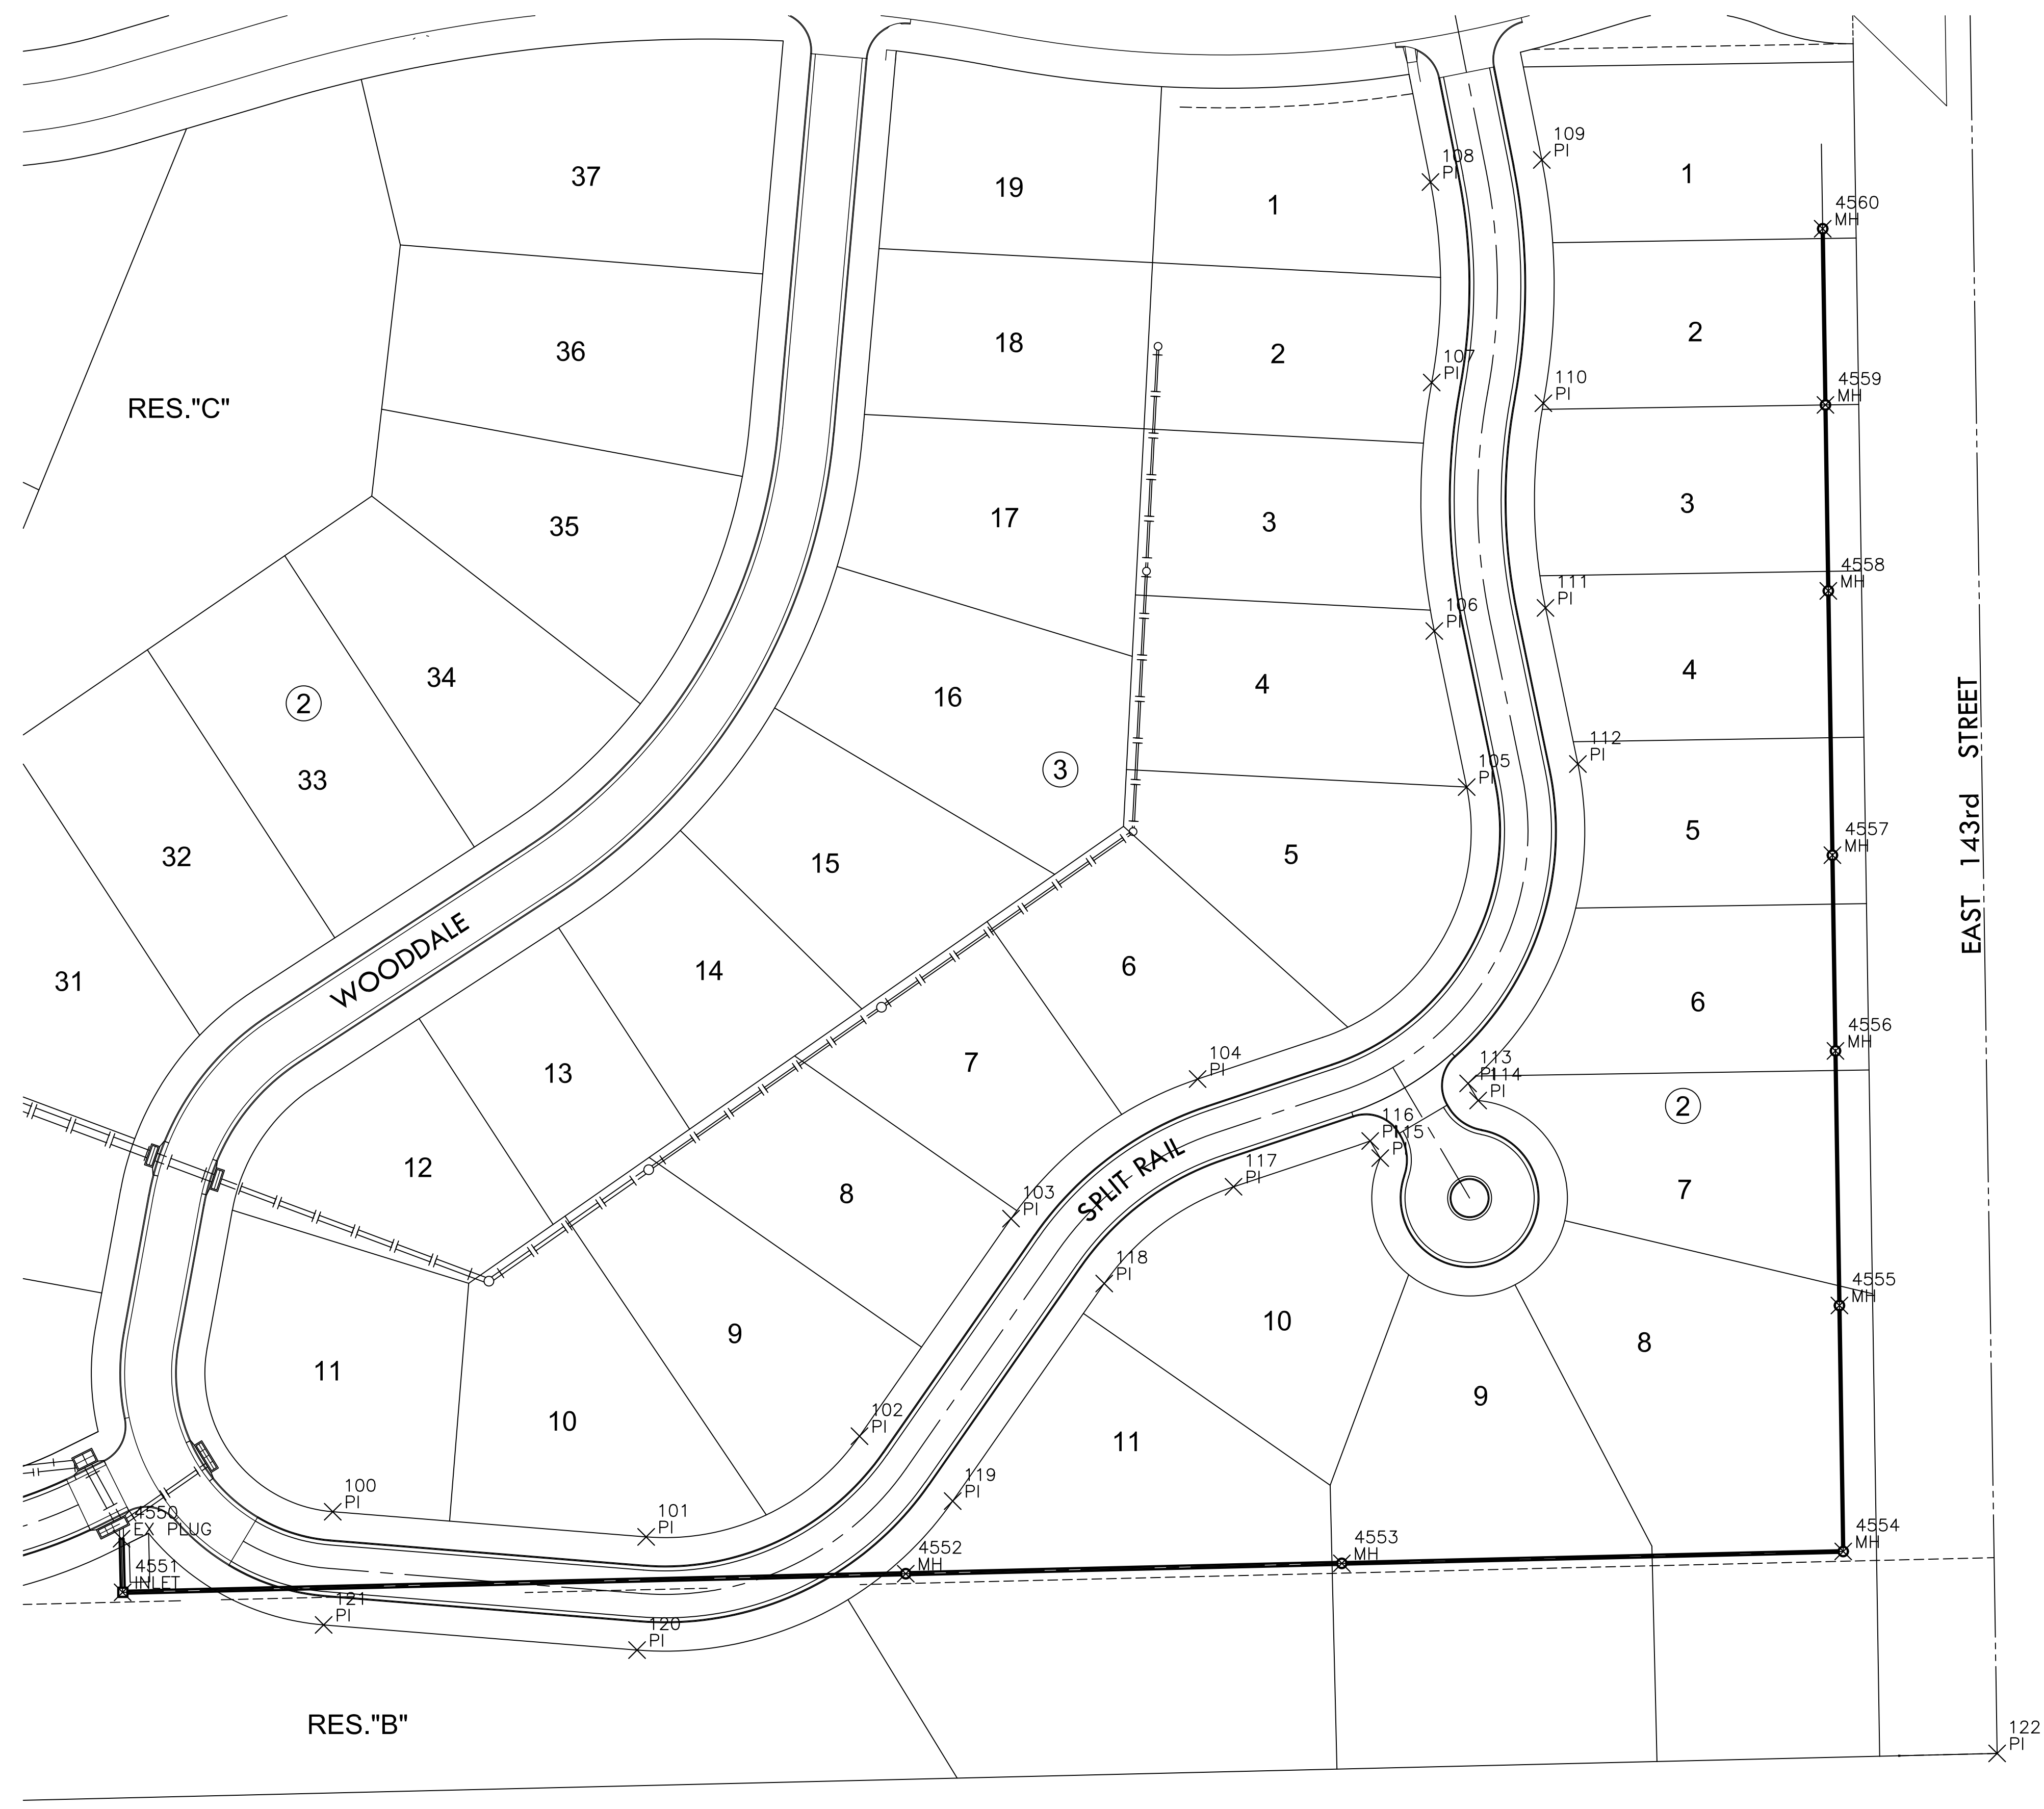 109
PI
108
PI
37
19
1
1
4560
MH
36
18
2
2
107
PI
110
PI
4559
MH
RES."C"
35
17
3
3
111
PI
4558
MH
106
PI
34
16
4
4
2
33
3
105
PI
112
PI
EAST 143rd STREET
32
15
5
5
4557
MH
WOODDALE
31
14
6
6
4556
MH
13
7
104
PI
113
PI
114
PI
2
12
8
103
PI
SPLIT RAIL
117
PI
116
PI
115
PI
7
118
PI
4555
MH
11
9
10
8
10
102
PI
11
9
119
PI
100
PI
101
PI
4550
EX PLUG
4551
INLET
4552
MH
4553
MH
4554
MH
121
PI
120
PI
RES."B"
122
PI